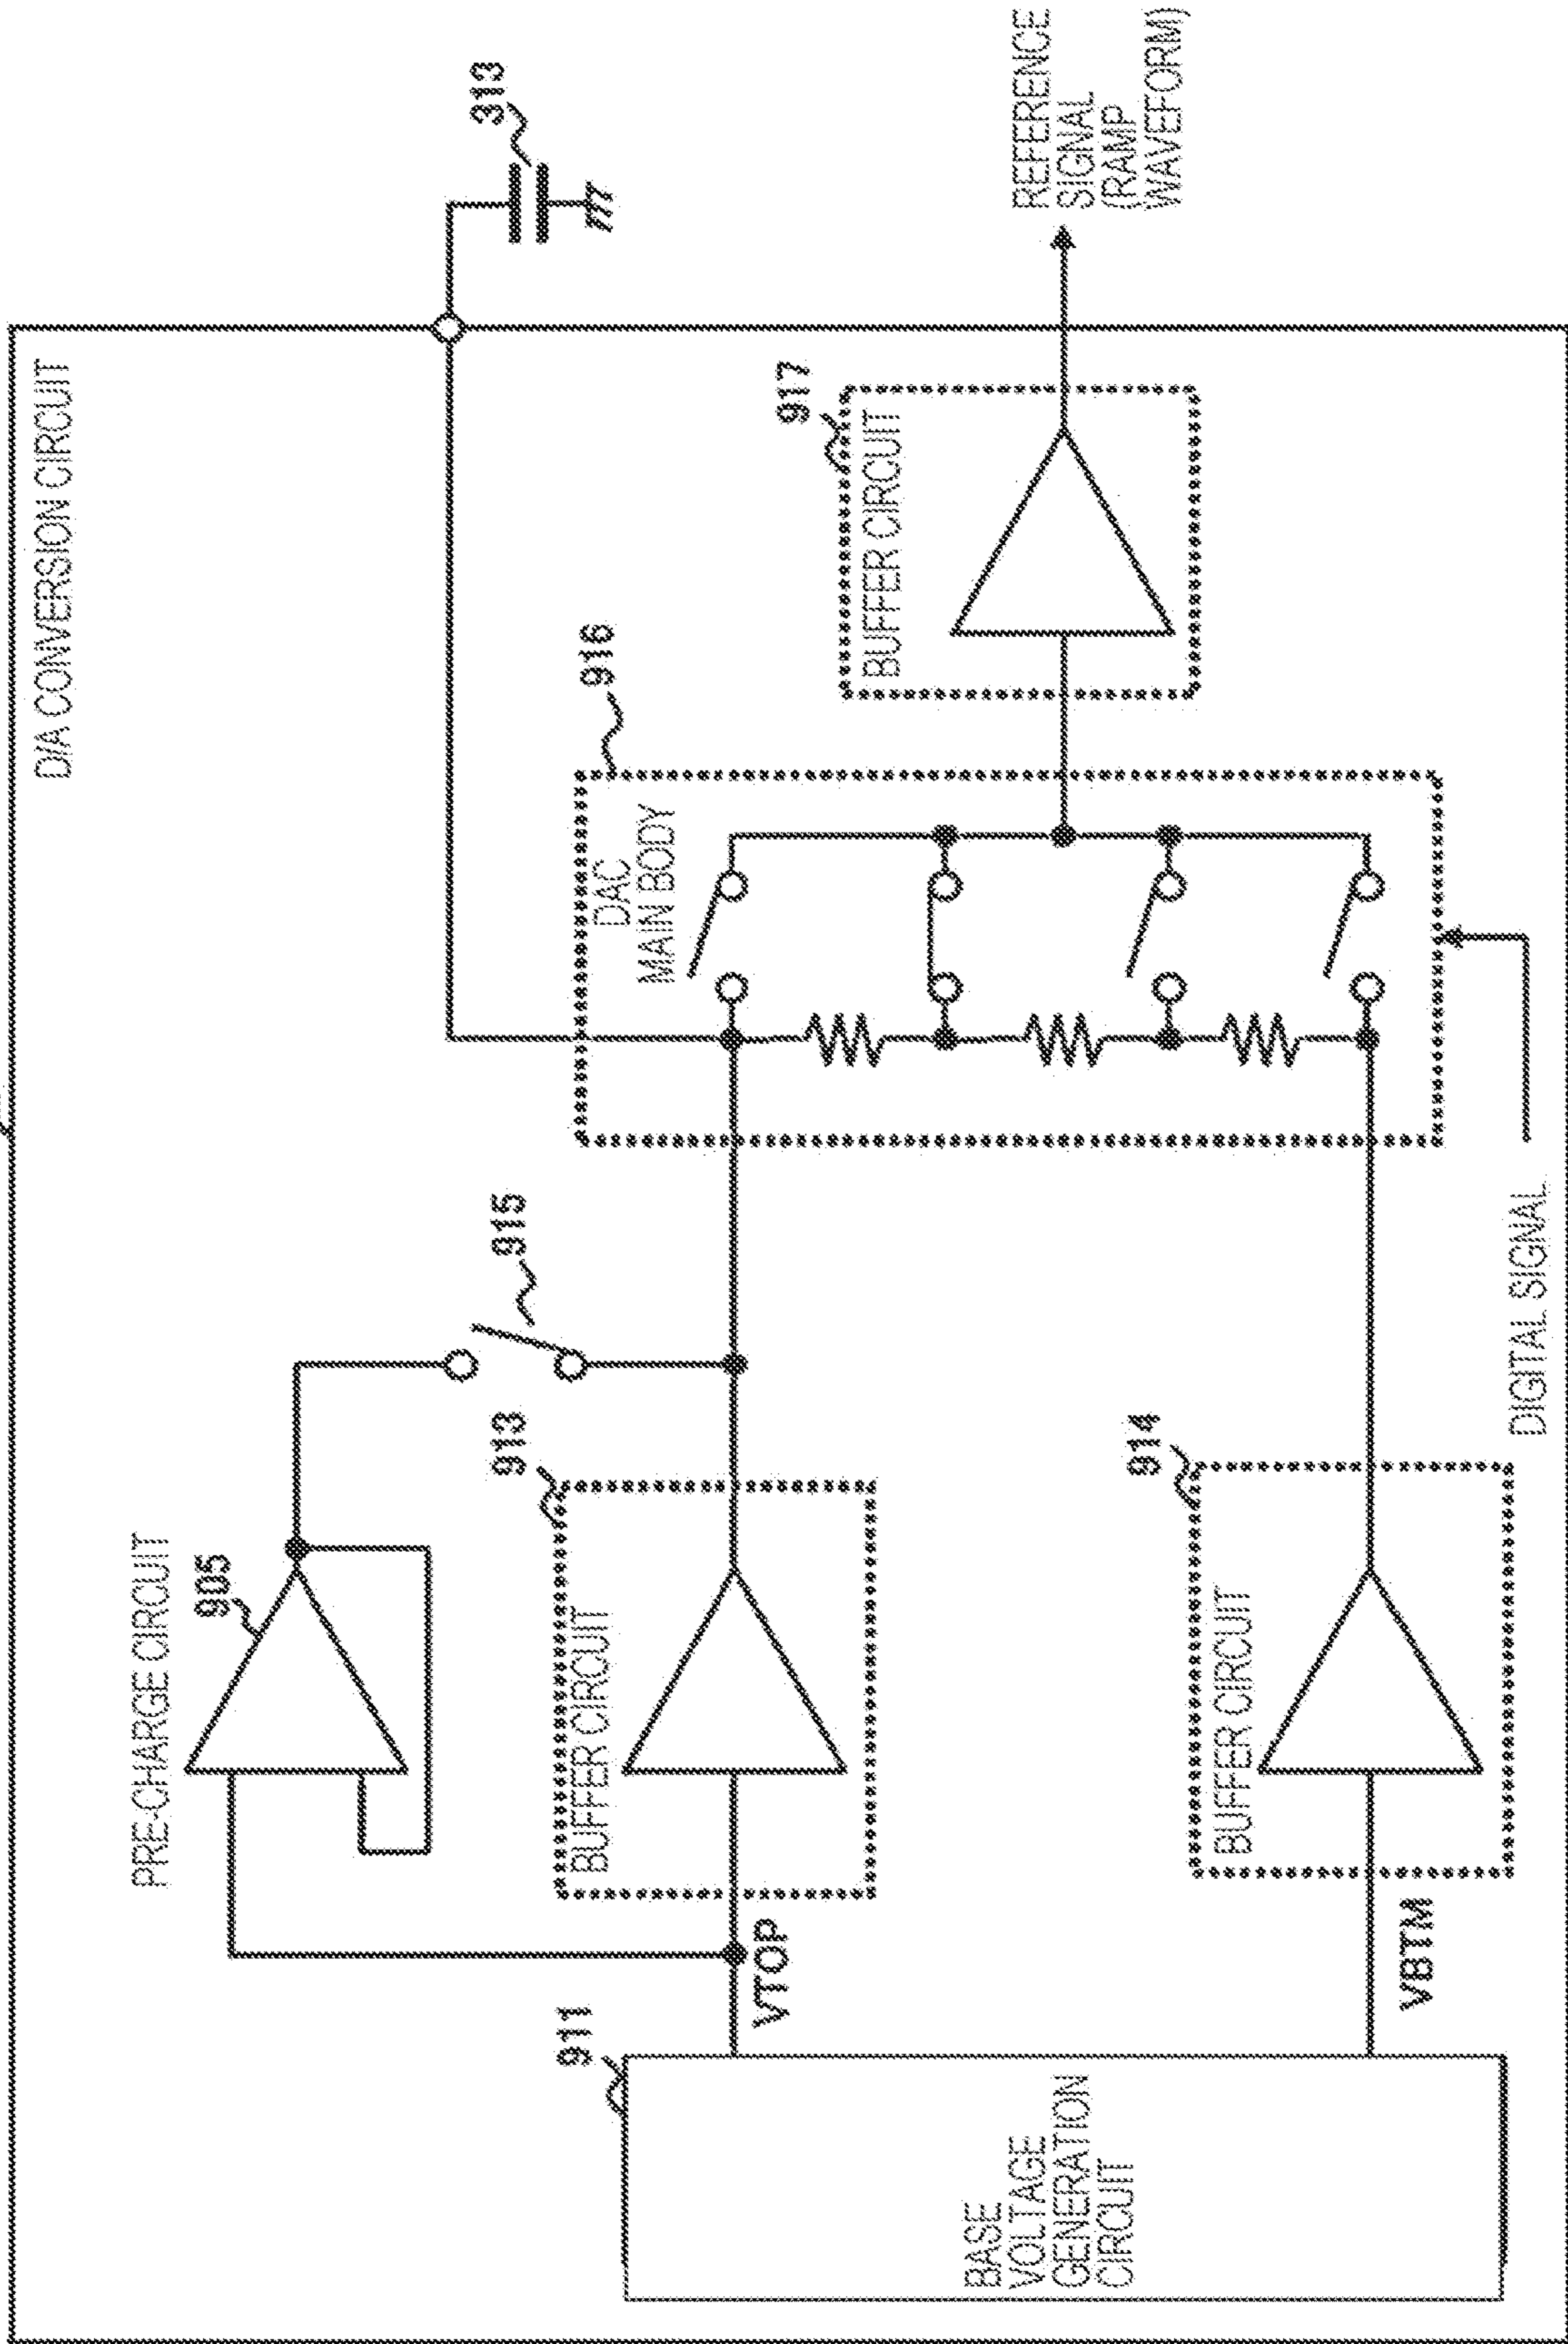 D/A CONVERSION CIRCUIT
PRE-CHARGE CIRCUIT
905
915
313
911
BASE
VOLTAGE
GENERATION
CIRCUIT
VTOP
913
BUFFER CIRCUIT
916
DAC
MAIN BODY
917
BUFFER CIRCUIT
REFERENCE
SIGNAL
(RAMP
WAVEFORM)
VBTM
914
BUFFER CIRCUIT
DIGITAL SIGNAL